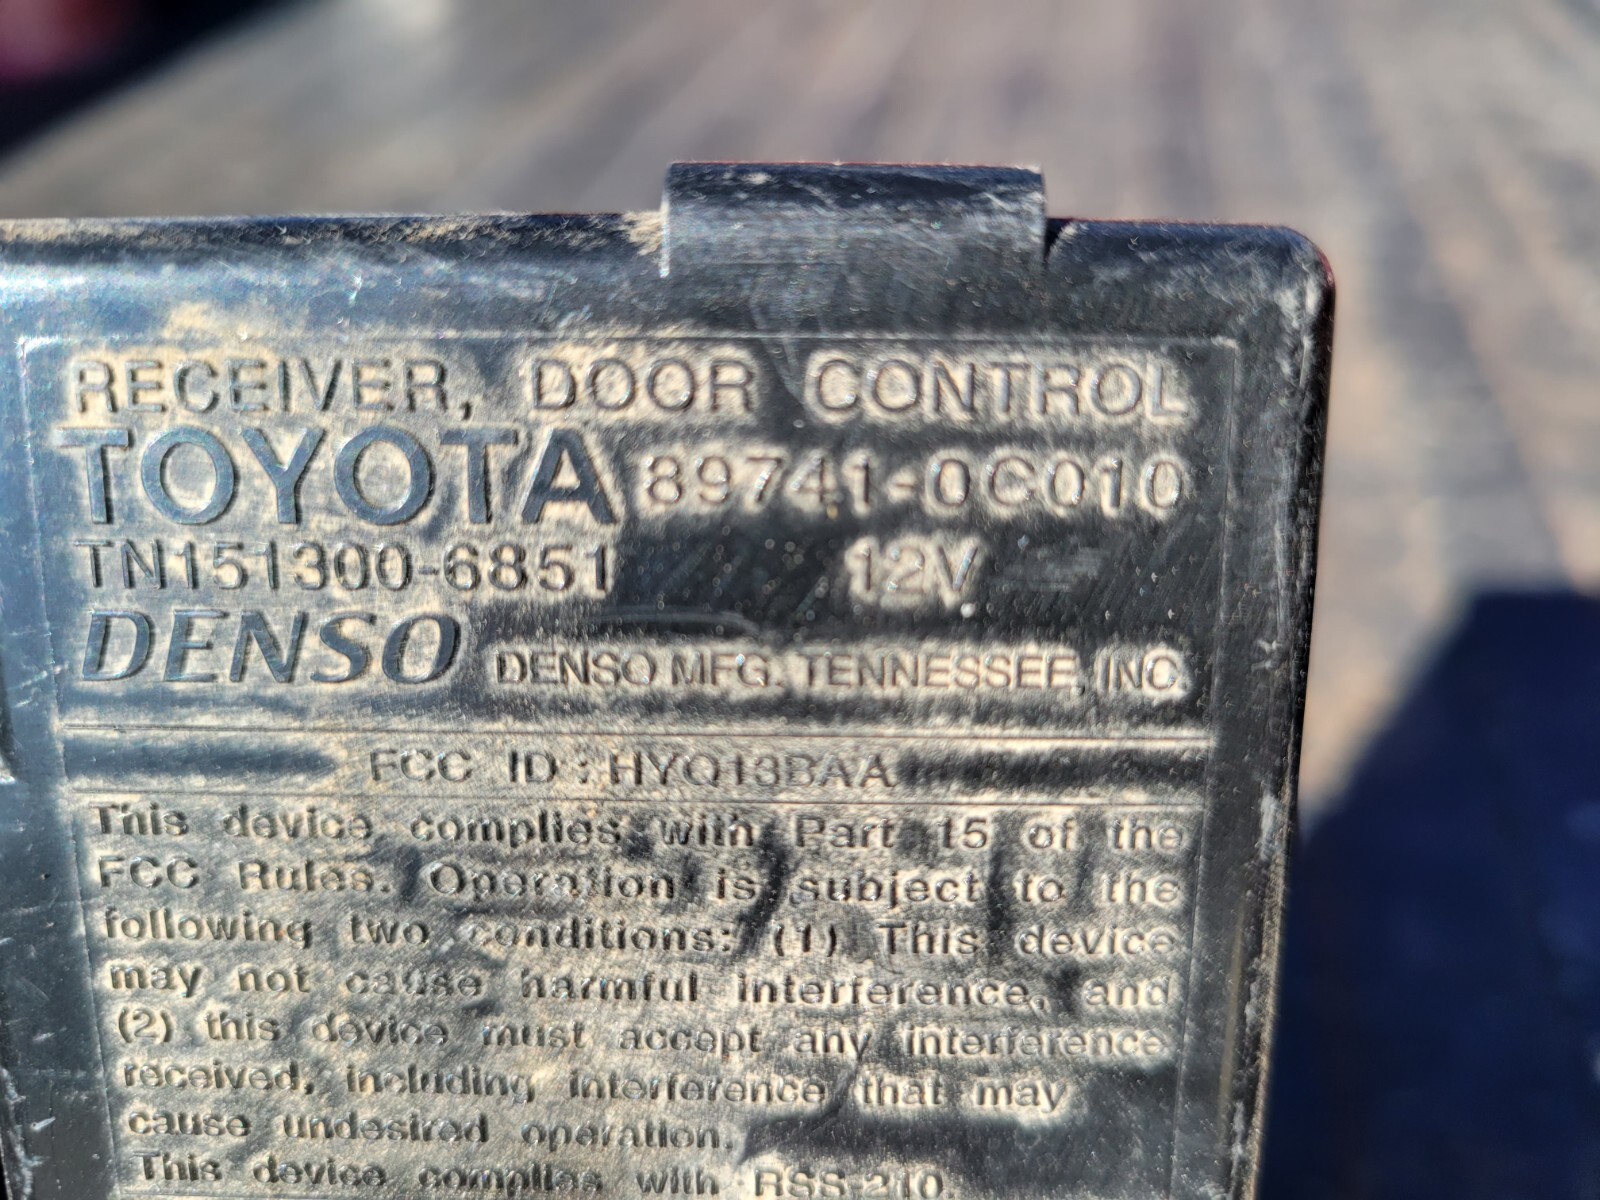 RECEIVER, DOOR CONTROL
TOYOTA 89741-0C010
TN151300-6851 12V
DENSO DENSO MFG. TENNESSEE, INC.
FCC ID : HYQ13BAA
This device complies with Part 15 of the
FCC Rules. Operation is subject to the
following two conditions: (1) This device
may not cause harmful interference, and
(2) this device must accept any interference
received, including interference that may
cause undesired operation.
This device complies with RSS-210.